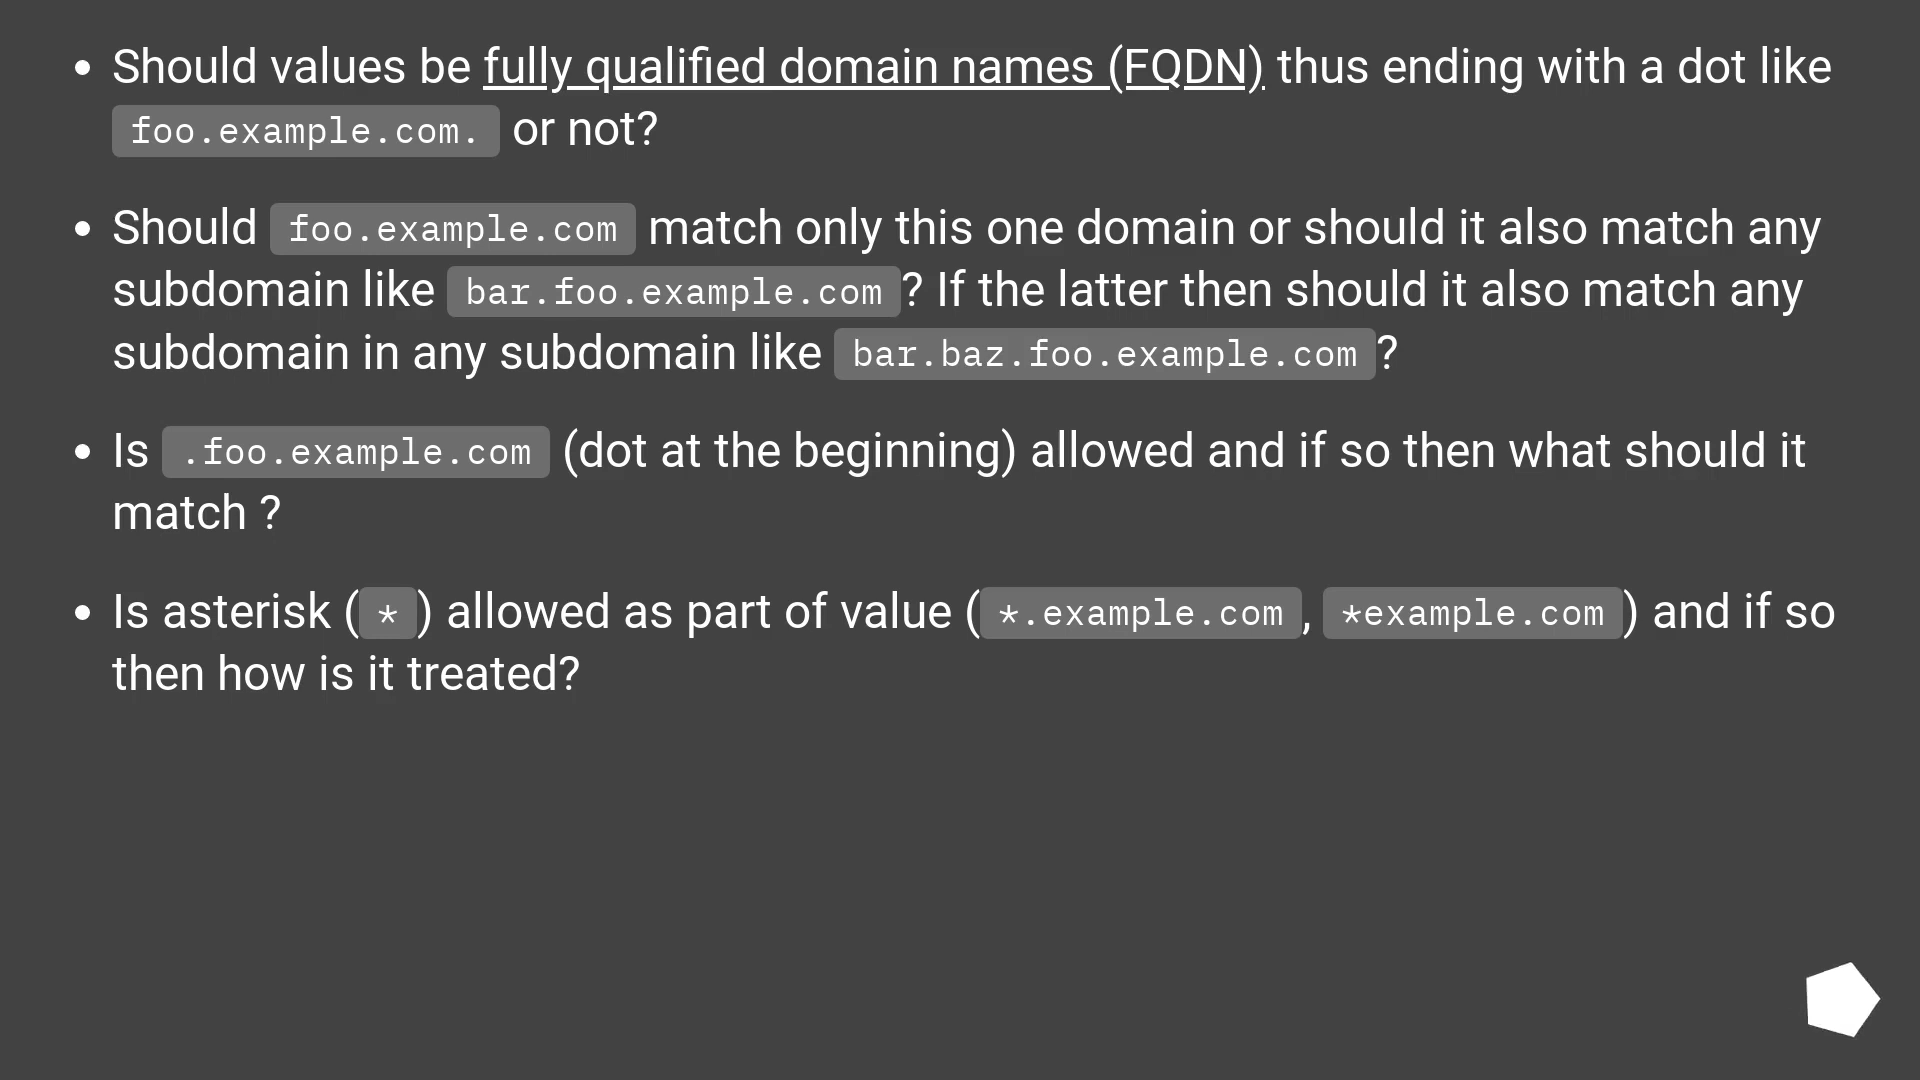 • Should values be fully qualified domain names (FQDN) thus ending with a dot like
foo.example.com. or not?
• Should foo.example.com match only this one domain or should it also match any
subdomain like bar.foo.example.com? If the latter then should it also match any
subdomain in any subdomain like bar.baz.foo.example.com?
• Is .foo.example.com (dot at the beginning) allowed and if so then what should it
match ?
• Is asterisk (*) allowed as part of value (*.example.com, *example.com) and if so
then how is it treated?